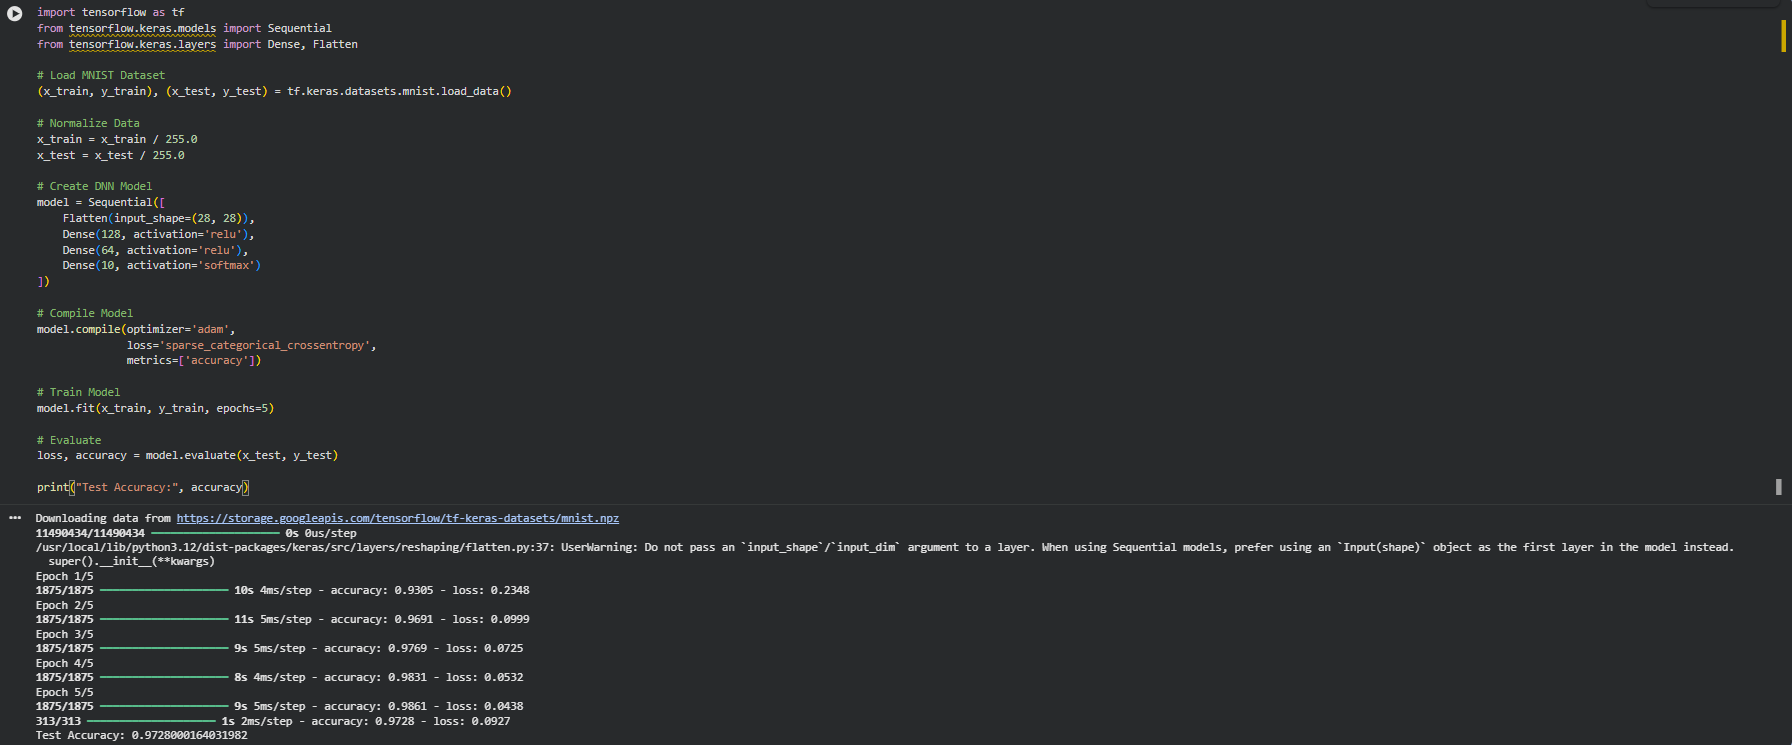 import tensorflow as tf
from tensorflow.keras.models import Sequential
from tensorflow.keras.layers import Dense, Flatten

# Load MNIST Dataset
(x_train, y_train), (x_test, y_test) = tf.keras.datasets.mnist.load_data()

# Normalize Data
x_train = x_train / 255.0
x_test = x_test / 255.0

# Create DNN Model
model = Sequential([
    Flatten(input_shape=(28, 28)),
    Dense(128, activation='relu'),
    Dense(64, activation='relu'),
    Dense(10, activation='softmax')
])

# Compile Model
model.compile(optimizer='adam',
              loss='sparse_categorical_crossentropy',
              metrics=['accuracy'])

# Train Model
model.fit(x_train, y_train, epochs=5)

# Evaluate
loss, accuracy = model.evaluate(x_test, y_test)

print("Test Accuracy:", accuracy)
Downloading data from https://storage.googleapis.com/tensorflow/tf-keras-datasets/mnist.npz
11490434/11490434 0s 0us/step
/usr/local/lib/python3.12/dist-packages/keras/src/layers/reshaping/flatten.py:37: UserWarning: Do not pass an `input_shape`/`input_dim` argument to a layer. When using Sequential models, prefer using an `Input(shape)` object as the first layer in the model instead.
  super().__init__(**kwargs)
Epoch 1/5
1875/1875 10s 4ms/step - accuracy: 0.9305 - loss: 0.2348
Epoch 2/5
1875/1875 11s 5ms/step - accuracy: 0.9691 - loss: 0.0999
Epoch 3/5
1875/1875 9s 5ms/step - accuracy: 0.9769 - loss: 0.0725
Epoch 4/5
1875/1875 8s 4ms/step - accuracy: 0.9831 - loss: 0.0532
Epoch 5/5
1875/1875 9s 5ms/step - accuracy: 0.9861 - loss: 0.0438
313/313 1s 2ms/step - accuracy: 0.9728 - loss: 0.0927
Test Accuracy: 0.9728000164031982